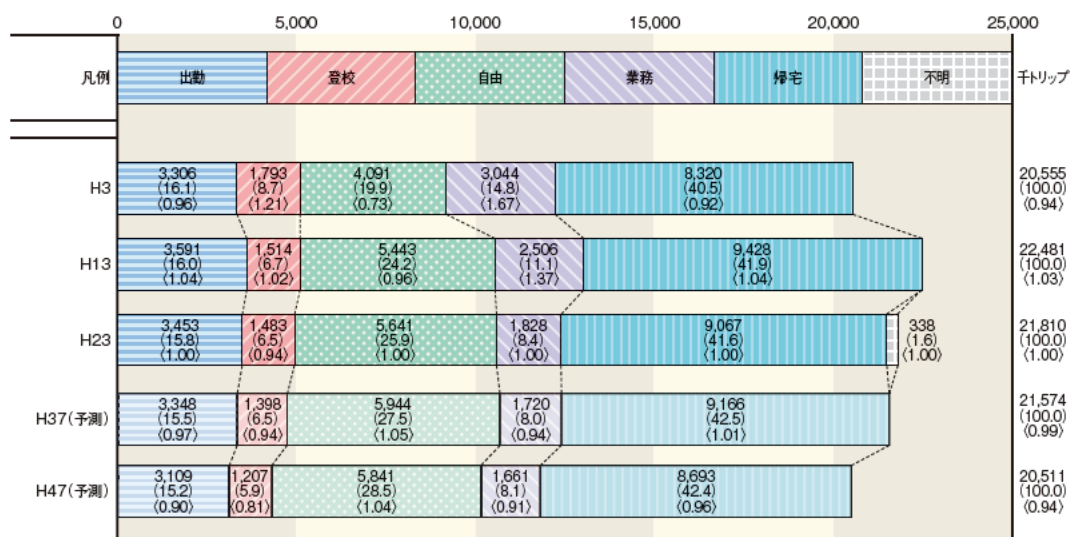 0 5,000 10,000 15,000 20,000 25,000
凡例 出勤 登校 自由 業務 帰宅 不明 千トリップ
H3
3,306 1,793 4,091 3,044 8,320 20,555
(16.1) (8.7) (19.9) (14.8) (40.5) (100.0)
〈0.96〉 〈1.21〉 〈0.73〉 〈1.67〉 〈0.92〉 〈0.94〉
H13
3,591 1,514 5,443 2,506 9,428 22,481
(16.0) (6.7) (24.2) (11.1) (41.9) (100.0)
〈1.04〉 〈1.02〉 〈0.96〉 〈1.37〉 〈1.04〉 〈1.03〉
H23
3,453 1,483 5,641 1,828 9,067 338 21,810
(15.8) (6.5) (25.9) (8.4) (41.6) (1.6) (100.0)
〈1.00〉 〈0.94〉 〈1.00〉 〈1.00〉 〈1.00〉 〈1.00〉 〈1.00〉
H37(予測)
3,348 1,398 5,944 1,720 9,166 21,574
(15.5) (6.5) (27.5) (8.0) (42.5) (100.0)
〈0.97〉 〈0.94〉 〈1.05〉 〈0.94〉 〈1.01〉 〈0.99〉
H47(予測)
3,109 1,207 5,841 1,661 8,693 20,511
(15.2) (5.9) (28.5) (8.1) (42.4) (100.0)
〈0.90〉 〈0.81〉 〈1.04〉 〈0.91〉 〈0.96〉 〈0.94〉